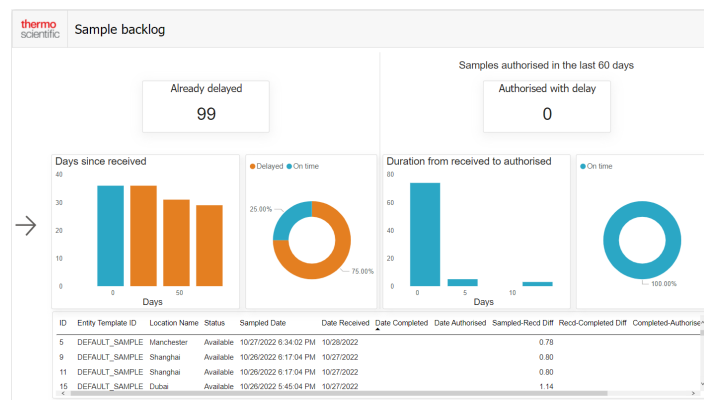 thermo
scientific
Sample backlog
Samples authorised in the last 60 days
Already delayed
99
Authorised with delay
0
Days since received
40
30
20
10
0
0
50
Days
Delayed On time
25.00%
75.00%
Duration from received to authorised
80
60
40
20
0
0
5
10
Days
On time
100.00%
ID Entity Template ID Location Name Status Sampled Date Date Received Date Completed Date Authorised Sampled-Recd Diff Recd-Completed Diff Completed-Authorise
5 DEFAULT_SAMPLE Manchester Available 10/27/2022 6:34:02 PM 10/28/2022 0.78
9 DEFAULT_SAMPLE Shanghai Available 10/26/2022 6:17:04 PM 10/27/2022 0.80
11 DEFAULT_SAMPLE Shanghai Available 10/26/2022 6:17:04 PM 10/27/2022 0.80
15 DEFAULT_SAMPLE Dubai Available 10/26/2022 5:45:04 PM 10/27/2022 1.14